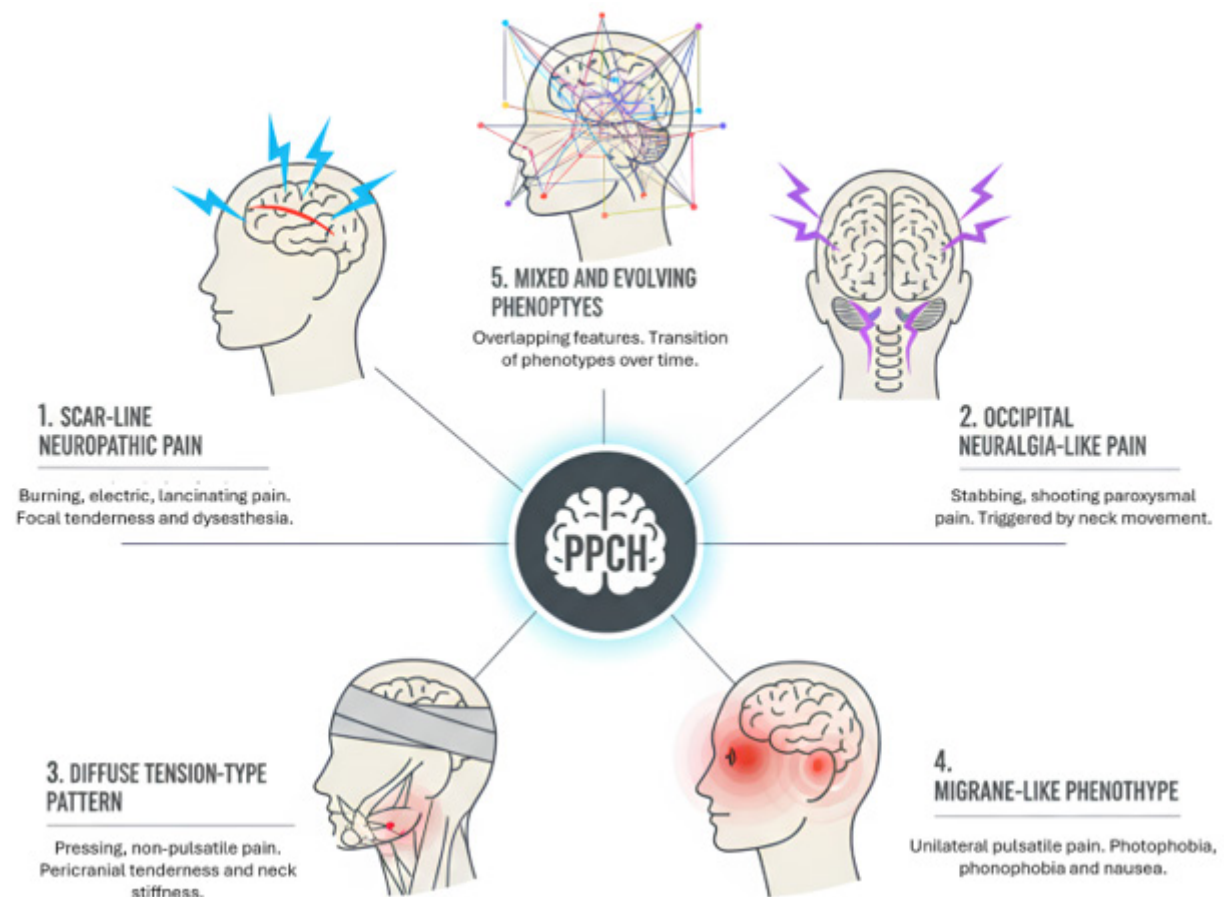 5. MIXED AND EVOLVING
PHENOPTYES
Overlapping features. Transition
of phenotypes over time.
1. SCAR-LINE
NEUROPATHIC PAIN
Burning, electric, lancinating pain.
Focal tenderness and dysesthesia.
2. OCCIPITAL
NEURALGIA-LIKE PAIN
Stabbing, shooting paroxysmal
pain. Triggered by neck movement.
PPCH
3. DIFFUSE TENSION-TYPE
PATTERN
Pressing, non-pulsatile pain.
Pericranial tenderness and neck
stiffness.
4.
MIGRANE-LIKE PHENOTHYPE
Unilateral pulsatile pain. Photophobia,
phonophobia and nausea.